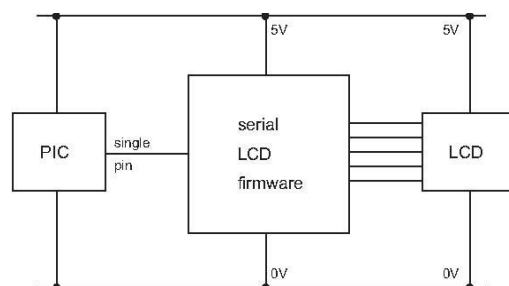 5V
5V
serial
single
PIC
LCD
LCD
pin
firmware
0V
0V